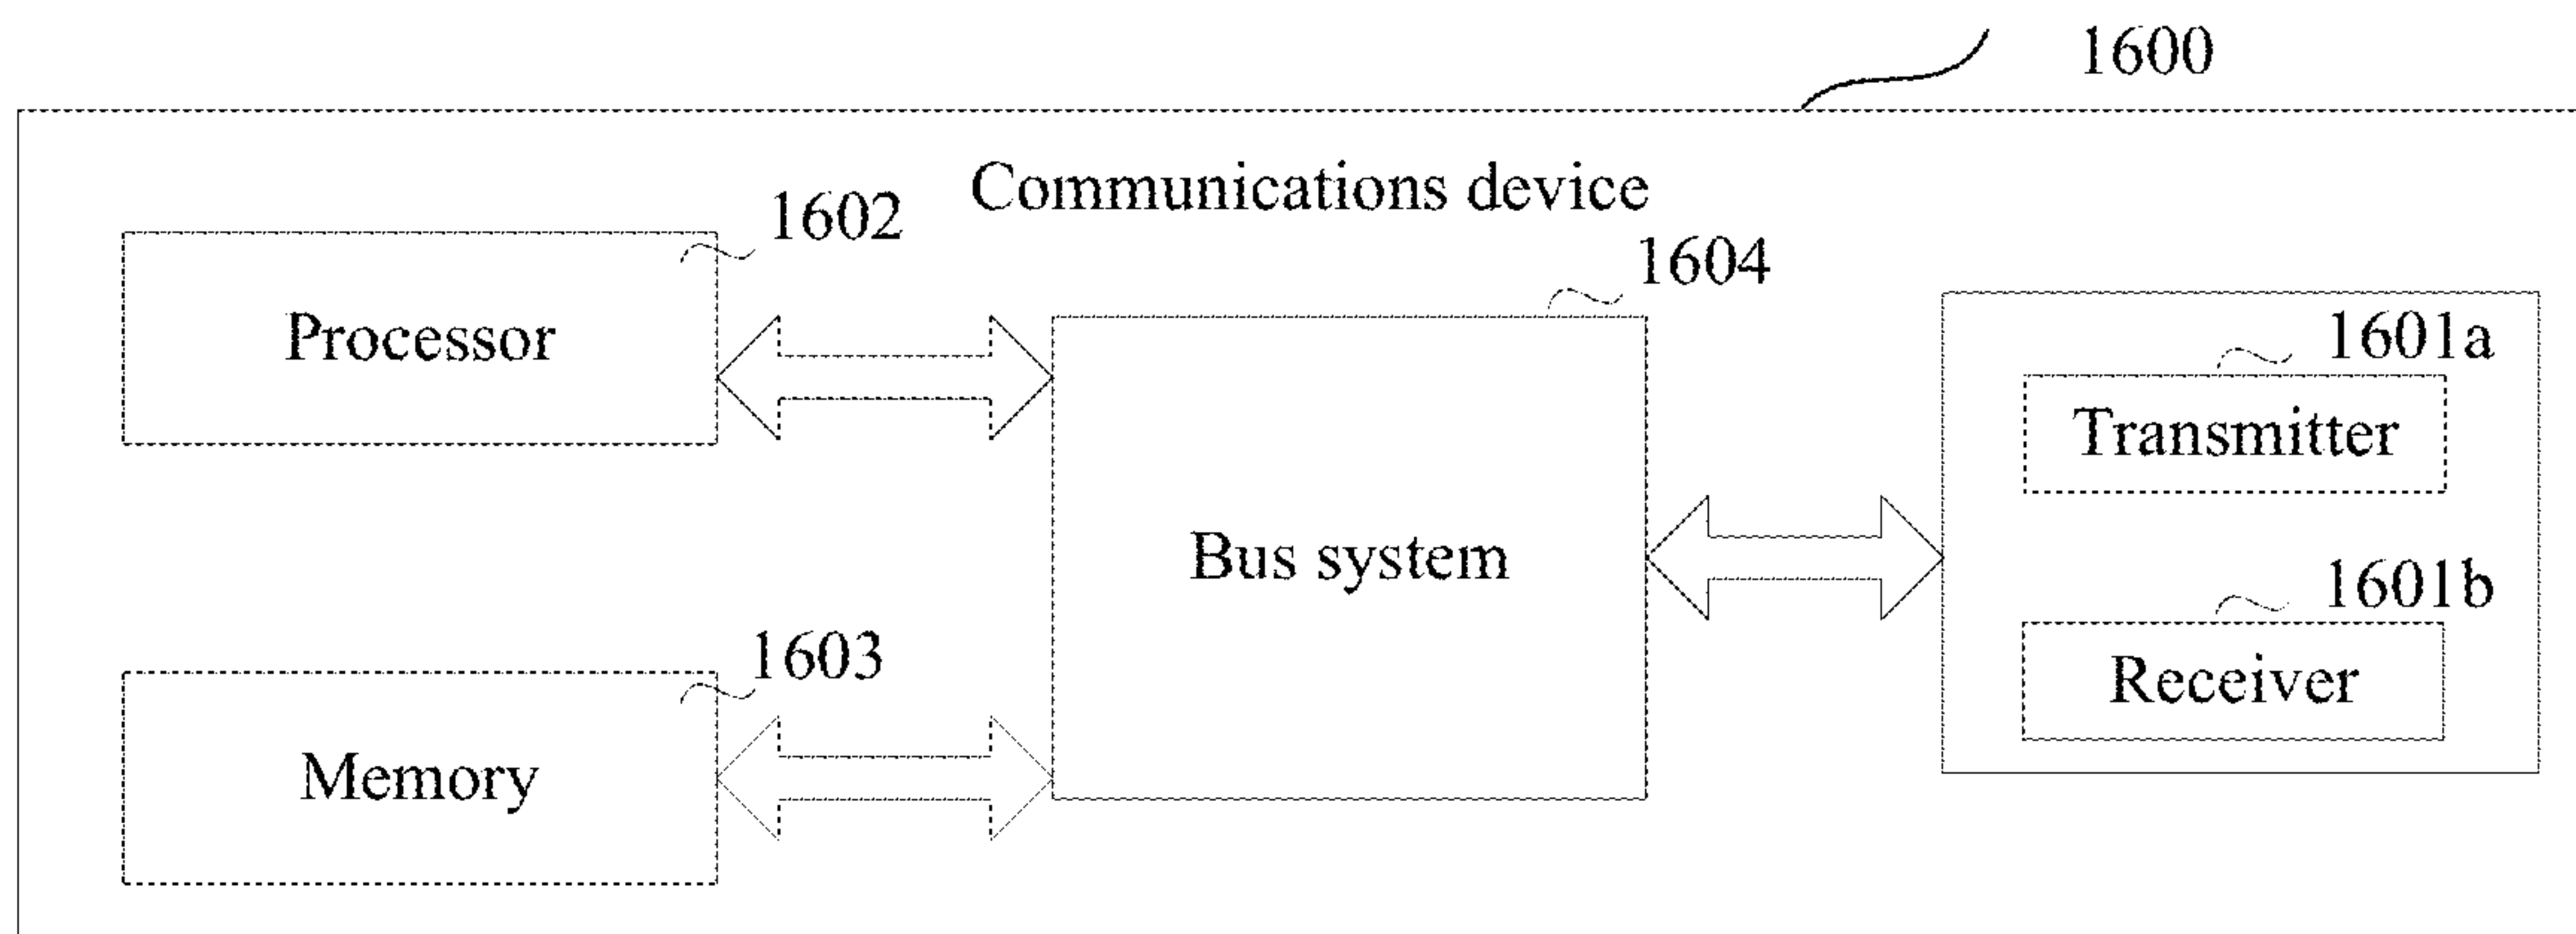 1600
Communications device
1602
Processor
1604
1601a
Transmitter
Bus system
1601b
Receiver
1603
Memory